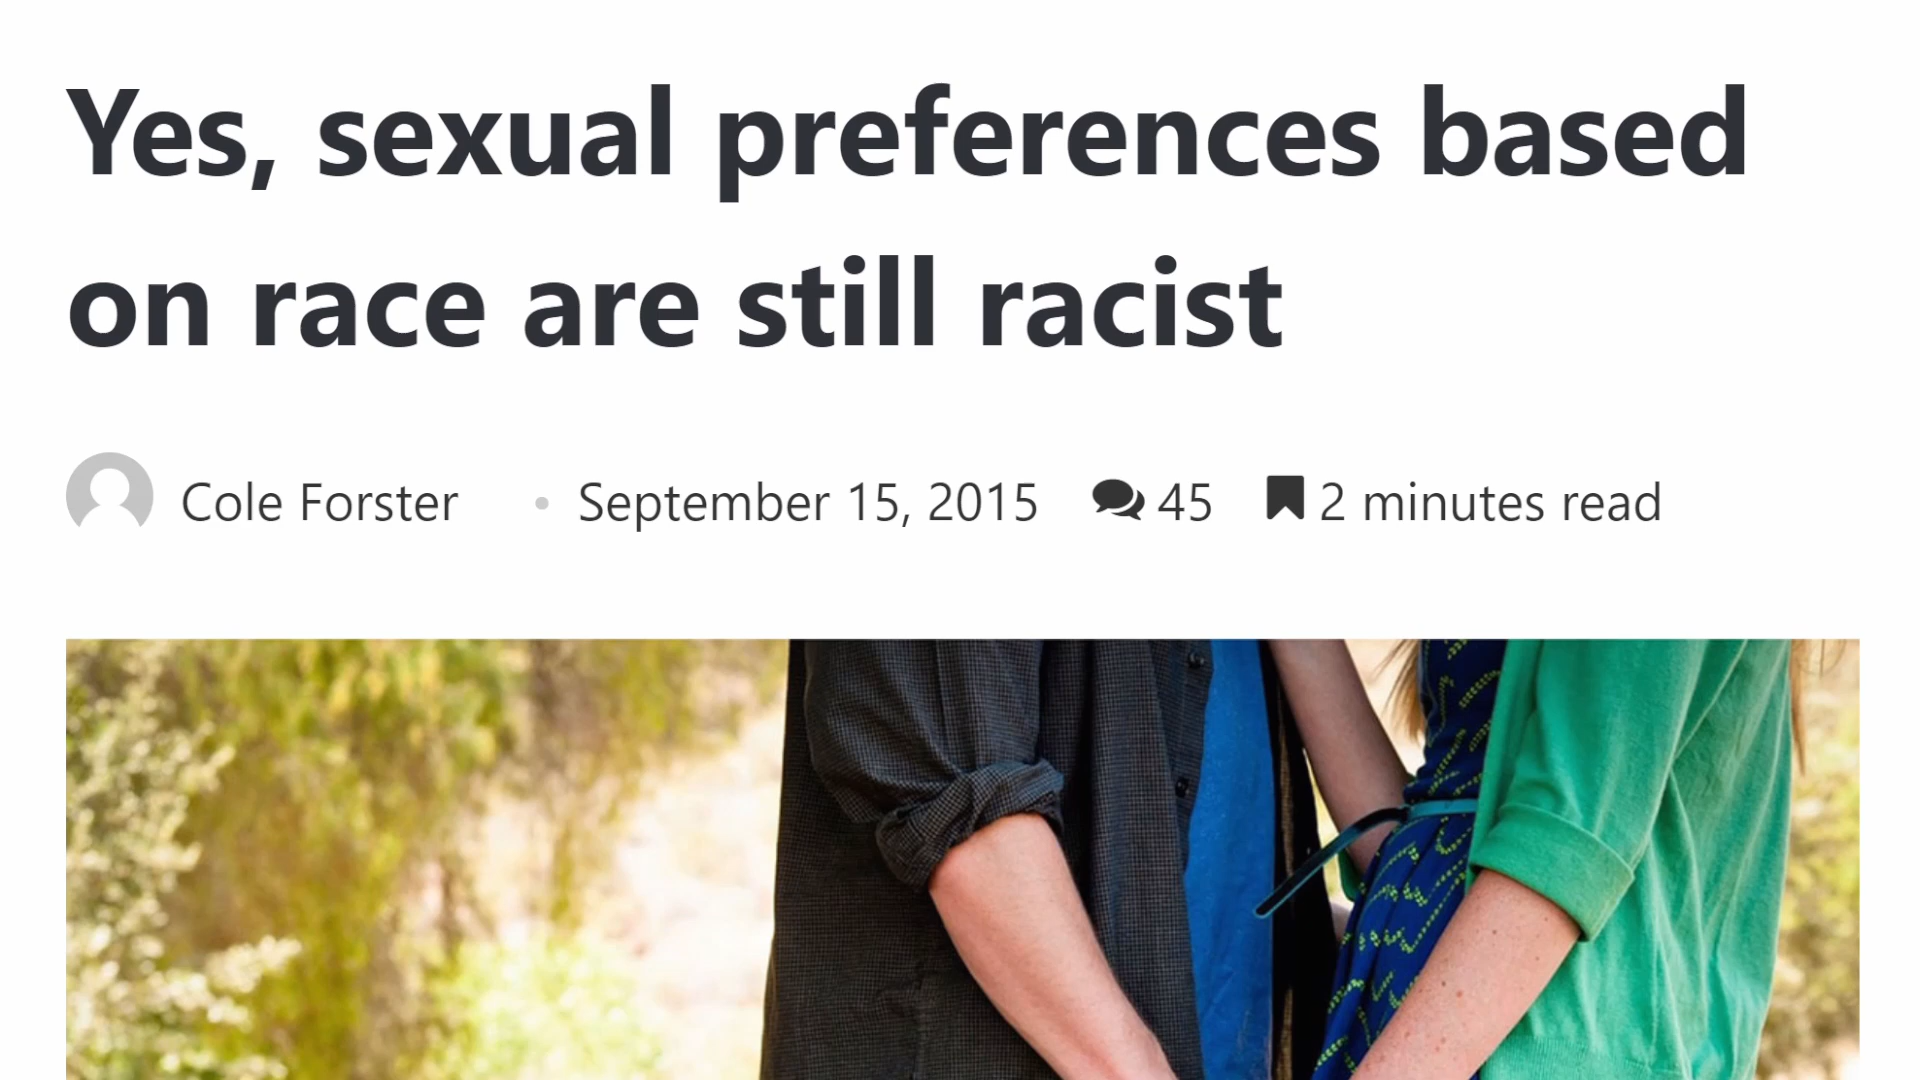 Yes, sexual preferences based
on race are still racist
Cole Forster • September 15, 2015 45 2 minutes read